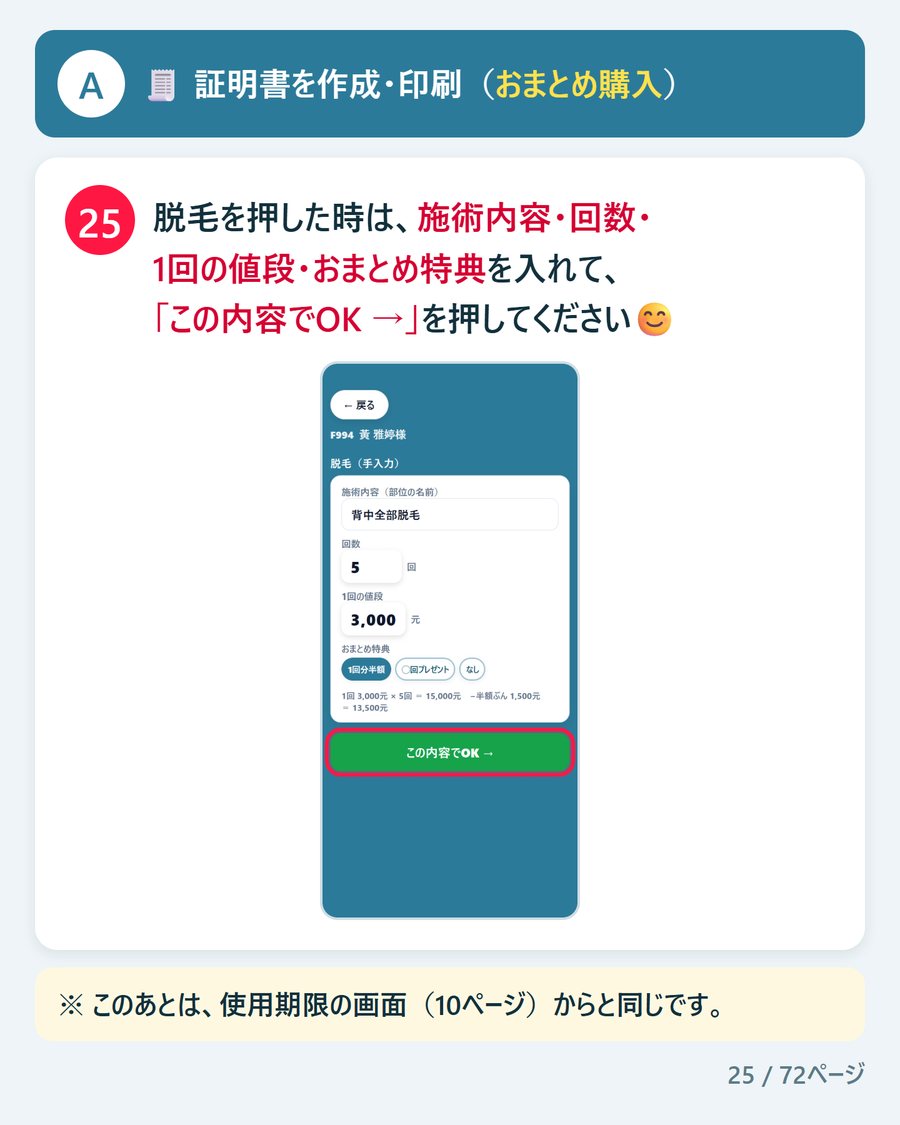 A 証明書を作成・印刷（おまとめ購入）
25 脱毛を押した時は、施術内容・回数・
1回の値段・おまとめ特典を入れて、
「この内容でOK →」を押してください😊
← 戻る
F994 黃 雅婷様
脱毛（手入力）
施術内容（部位の名前）
背中全部脱毛
回数
5 回
1回の値段
3,000 元
おまとめ特典
1回分半額 〇回プレゼント なし
1回 3,000元 × 5回 ＝ 15,000元 −半額ぶん 1,500元
＝ 13,500元
この内容でOK →
※ このあとは、使用期限の画面（10ページ）からと同じです。
25 / 72ページ